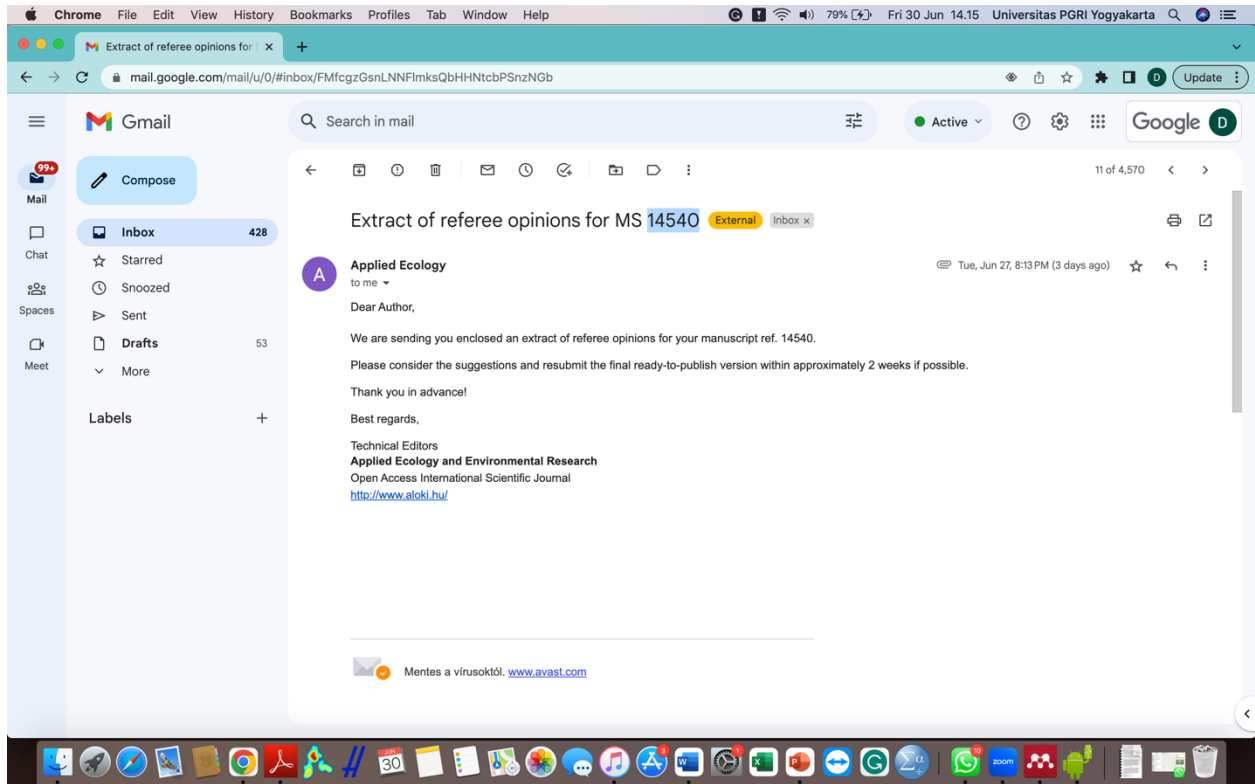 Chrome File Edit View History Bookmarks Profiles Tab Window Help 79% Fri 30 Jun 14.15 Universitas PGRI Yogyakarta
Extract of referee opinions for
mail.google.com/mail/u/0/#inbox/FMfcgzGsnLNNFlmksQbHHNtcbPSnzNGb D Update
Gmail Search in mail Active Google D
99+
Mail
Chat
Spaces
Meet
Compose
Inbox 428
Starred
Snoozed
Sent
Drafts 53
More
Labels +
11 of 4,570
Extract of referee opinions for MS 14540 External Inbox x
A
Applied Ecology Tue, Jun 27, 8:13 PM (3 days ago)
to me
Dear Author,
We are sending you enclosed an extract of referee opinions for your manuscript ref. 14540.
Please consider the suggestions and resubmit the final ready-to-publish version within approximately 2 weeks if possible.
Thank you in advance!
Best regards,
Technical Editors
Applied Ecology and Environmental Research
Open Access International Scientific Journal
http://www.aloki.hu/
Mentes a vírusoktól. www.avast.com
JUN
30
zoom